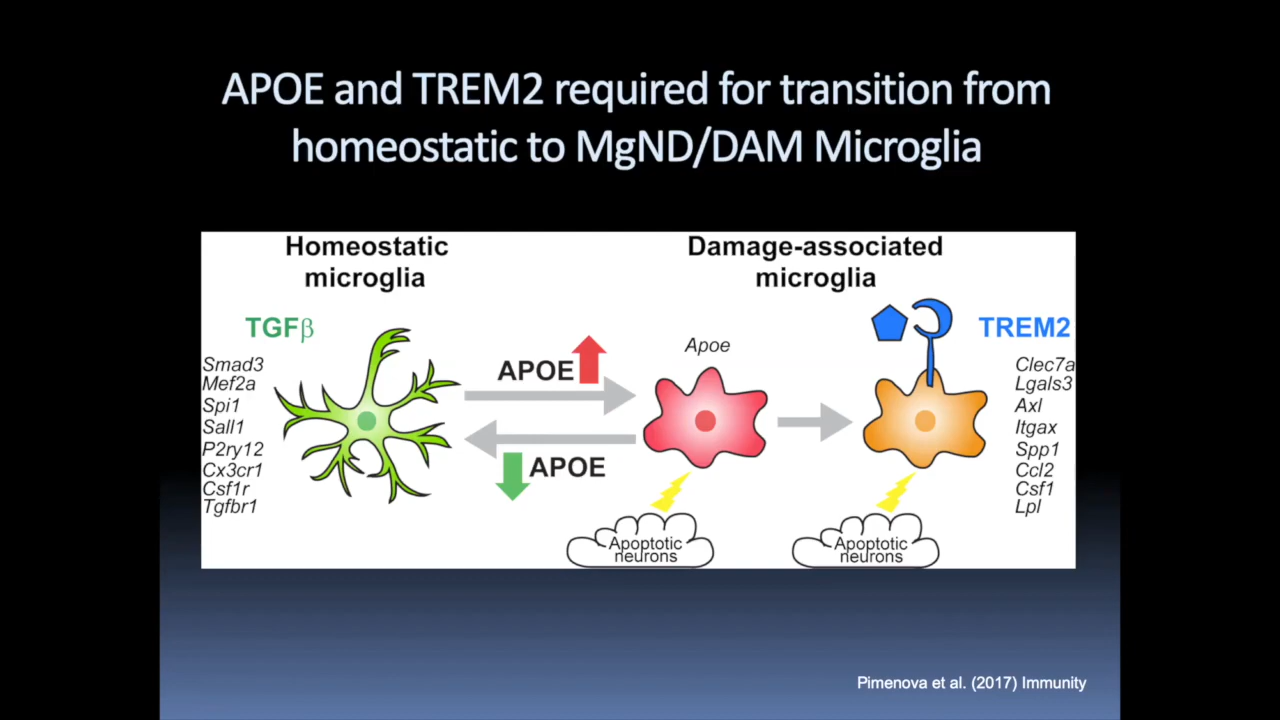 APOE and TREM2 required for transition from
homeostatic to MgND/DAM Microglia
Homeostatic
microglia
Damage-associated
microglia
TGFβ
Smad3
Mef2a
Spi1
Sall1
P2ry12
Cx3cr1
Csf1r
Tgfbr1
APOE
APOE
Apoe
TREM2
Clec7a
Lgals3
Axl
Itgax
Spp1
Ccl2
Csf1
Lpl
Apoptotic
neurons
Apoptotic
neurons
Pimenova et al. (2017) Immunity